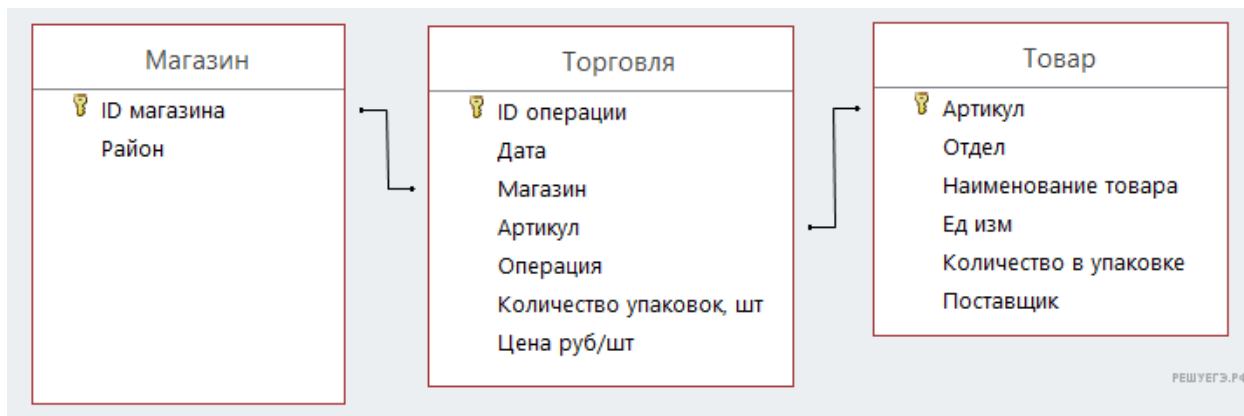 Магазин
ID магазина
Район
Торговля
ID операции
Дата
Магазин
Артикул
Операция
Количество упаковок, шт
Цена руб/шт
Товар
Артикул
Отдел
Наименование товара
Ед изм
Количество в упаковке
Поставщик
РЕШУЕГЭ.РФ